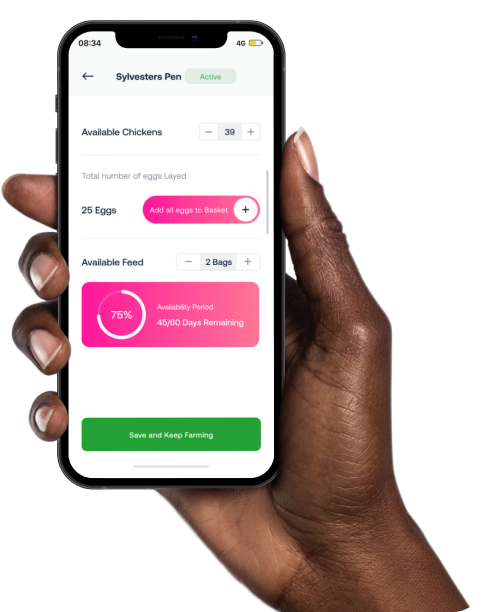 08:34
4G
← Sylvesters Pen Active
Available Chickens − 39 +
Total number of eggs Layed
25 Eggs Add all eggs to Basket +
Available Feed − 2 Bags +
75%
Availability Period
45/60 Days Remaining
Save and Keep Farming